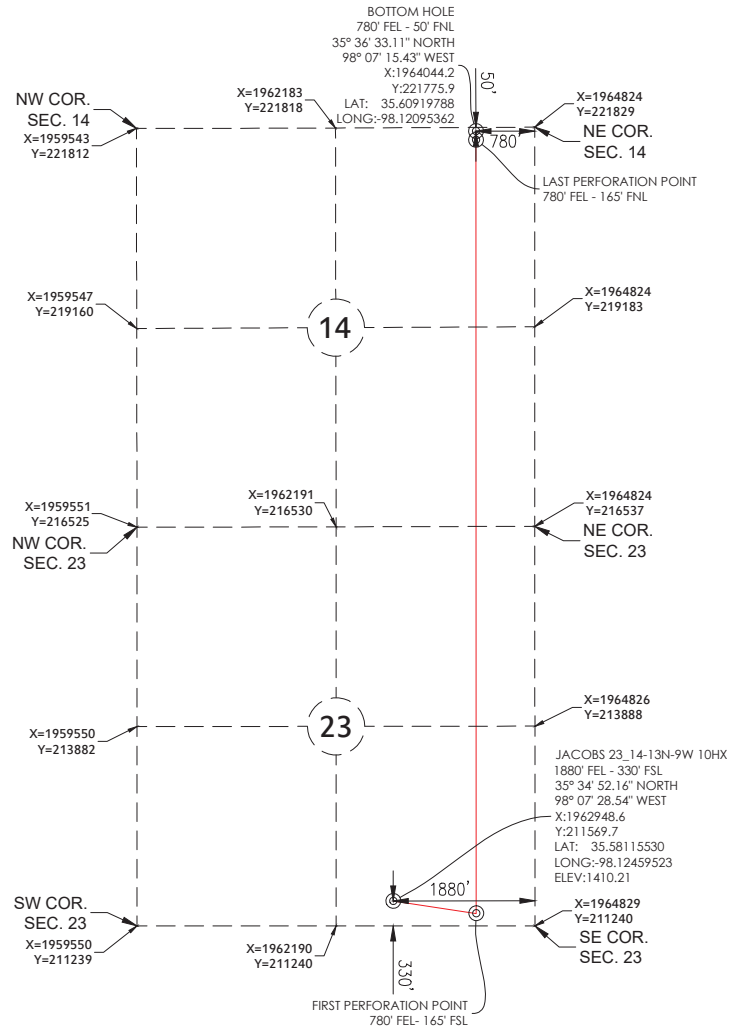 BOTTOM HOLE
780' FEL - 50' FNL
35° 36' 33.11" NORTH
98° 07' 15.43" WEST
X:1964044.2
Y:221775.9
LAT: 35.60919788
LONG:-98.12095362
50'
NW COR.
SEC. 14
X=1959543
Y=221812
X=1962183
Y=221818
X=1964824
Y=221829
NE COR.
SEC. 14
780'
LAST PERFORATION POINT
780' FEL - 165' FNL
X=1959547
Y=219160
14
X=1964824
Y=219183
X=1959551
Y=216525
NW COR.
SEC. 23
X=1962191
Y=216530
X=1964824
Y=216537
NE COR.
SEC. 23
X=1959550
Y=213882
23
X=1964826
Y=213888
JACOBS 23_14-13N-9W 10HX
1880' FEL - 330' FSL
35° 34' 52.16" NORTH
98° 07' 28.54" WEST
X:1962948.6
Y:211569.7
LAT: 35.58115530
LONG:-98.12459523
ELEV:1410.21
1880'
SW COR.
SEC. 23
X=1959550
Y=211239
X=1962190
Y=211240
330'
X=1964829
Y=211240
SE COR.
SEC. 23
FIRST PERFORATION POINT
780' FEL- 165' FSL